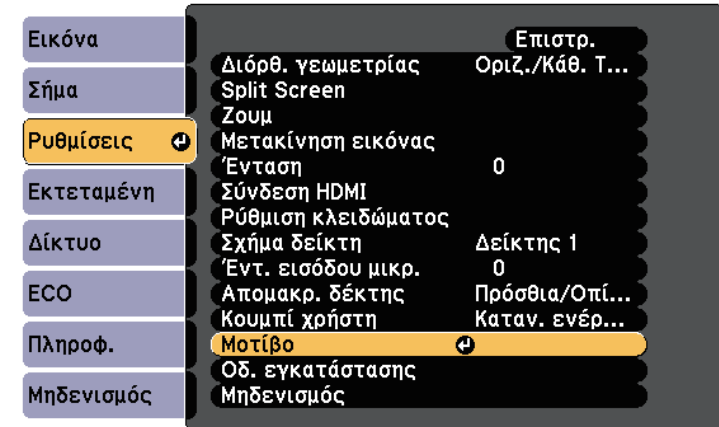 Εικόνα
Σήμα
Ρυθμίσεις
Εκτεταμένη
Δίκτυο
ECO
Πληροφ.
Μηδενισμός
Επιστρ.
Διόρθ. γεωμετρίας Οριζ./Κάθ. Τ...
Split Screen
Ζουμ
Μετακίνηση εικόνας
Ένταση 0
Σύνδεση HDMI
Ρύθμιση κλειδώματος
Σχήμα δείκτη Δείκτης 1
Έντ. εισόδου μικρ. 0
Απομακρ. δέκτης Πρόσθια/Οπί...
Κουμπί χρήστη Καταν. ενέρ...
Μοτίβο
Οδ. εγκατάστασης
Μηδενισμός